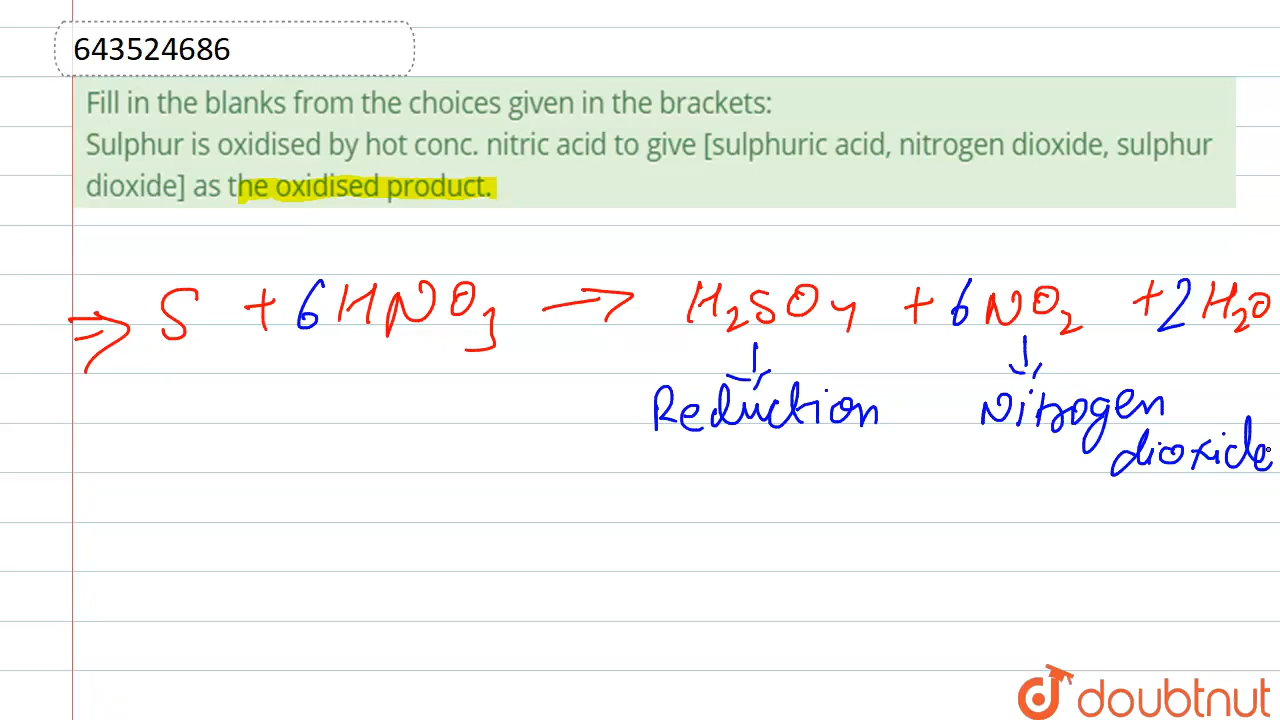 643524686
Fill in the blanks from the choices given in the brackets:
Sulphur is oxidised by hot conc. nitric acid to give [sulphuric acid, nitrogen dioxide, sulphur
dioxide] as the oxidised product.
⇒ S + 6HNO3 → H2SO4 + 6NO2 + 2H2O
Reduction Nitrogen
dioxide
doubtnut